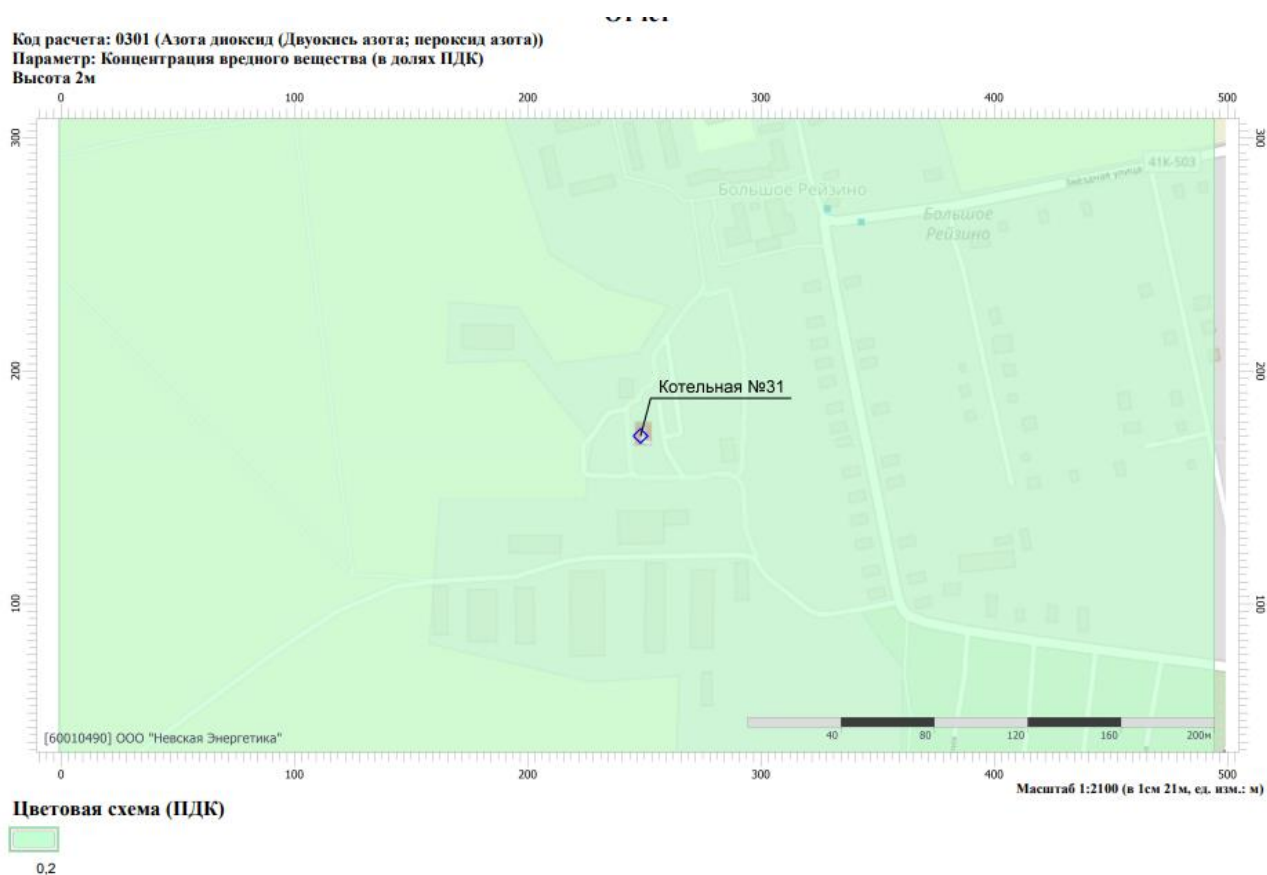 Отчет
Код расчета: 0301 (Азота диоксид (Двуокись азота; пероксид азота))
Параметр: Концентрация вредного вещества (в долях ПДК)
Высота 2м
0 100 200 300 400 500
300 300
41К-503
Звёздная улица
Большое Рейзино
Большое
Рейзино
200 200
Котельная №31
100 100
[60010490] ООО "Невская Энергетика"
40 80 120 160 200м
0 100 200 300 400 500
Масштаб 1:2100 (в 1см 21м, ед. изм.: м)
Цветовая схема (ПДК)
0,2